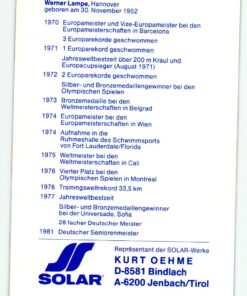 Werner Lampe, Hannover
geboren am 30. November 1952
1970 Europameister und Vize-Europameister bei den
Europameisterschaften in Barcelona
3 Europarekorde geschwommen
1971 1 Europarekord geschwommen
Jahresweltbestzeit über 200 m Kraul und
Europacupsieger (August 1971)
1972 2 Europarekorde geschwommen
Silber- und Bronzemedaillengewinner bei den
Olympischen Spielen
1973 Bronzemedaille bei den
Weltmeisterschaften in Belgrad
1974 Europameister bei den
Europameisterschaften in Wien
1974 Aufnahme in die
Ruhmeshalle des Schwimmsports
von Fort Lauderdale/Florida
1975 Weltmeister bei den
Weltmeisterschaften in Cali
1976 Vierter Platz bei den
Olympischen Spielen in Montreal
1976 Trainingsweltrekord 33,5 km
1977 Jahresweltbestzeit
Silber- und Bronzemedaillengewinner
bei der Universade, Sofia
28 facher Deutscher Meister
1981 Deutscher Seniorenmeister
SOLAR
Repräsentant der SOLAR-Werke
KURT OEHME
D-8581 Bindlach
A-6200 Jenbach/Tirol